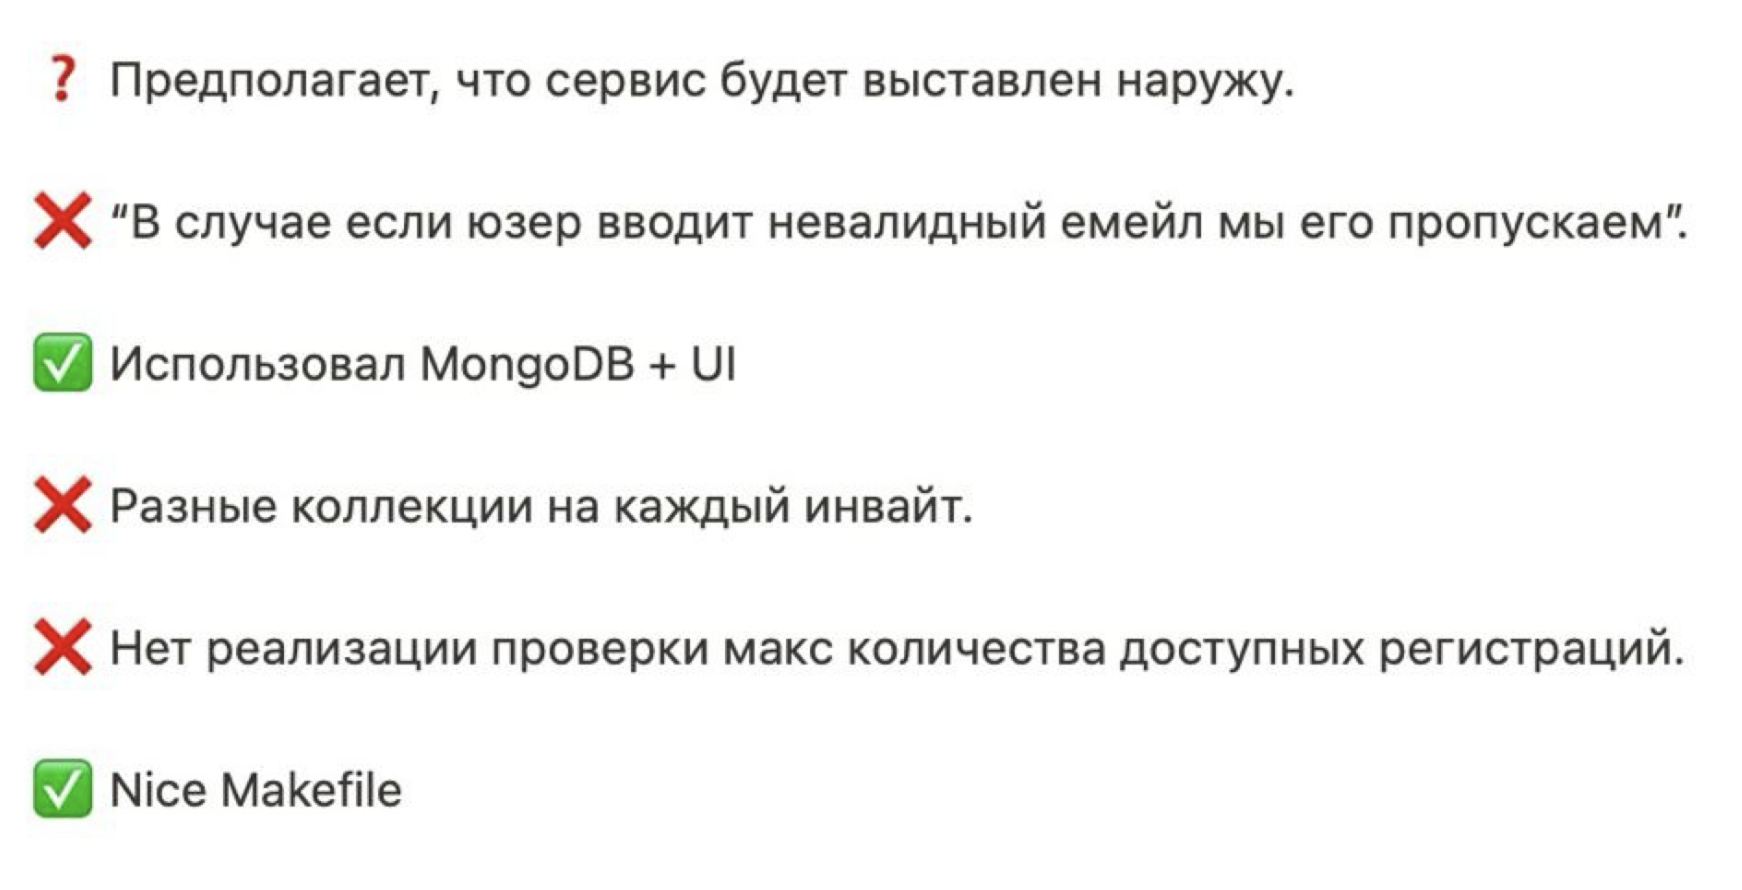 ❓ Предполагает, что сервис будет выставлен наружу.
❌ “В случае если юзер вводит невалидный емейл мы его пропускаем”.
✅ Использовал MongoDB + UI
❌ Разные коллекции на каждый инвайт.
❌ Нет реализации проверки макс количества доступных регистраций.
✅ Nice Makefile